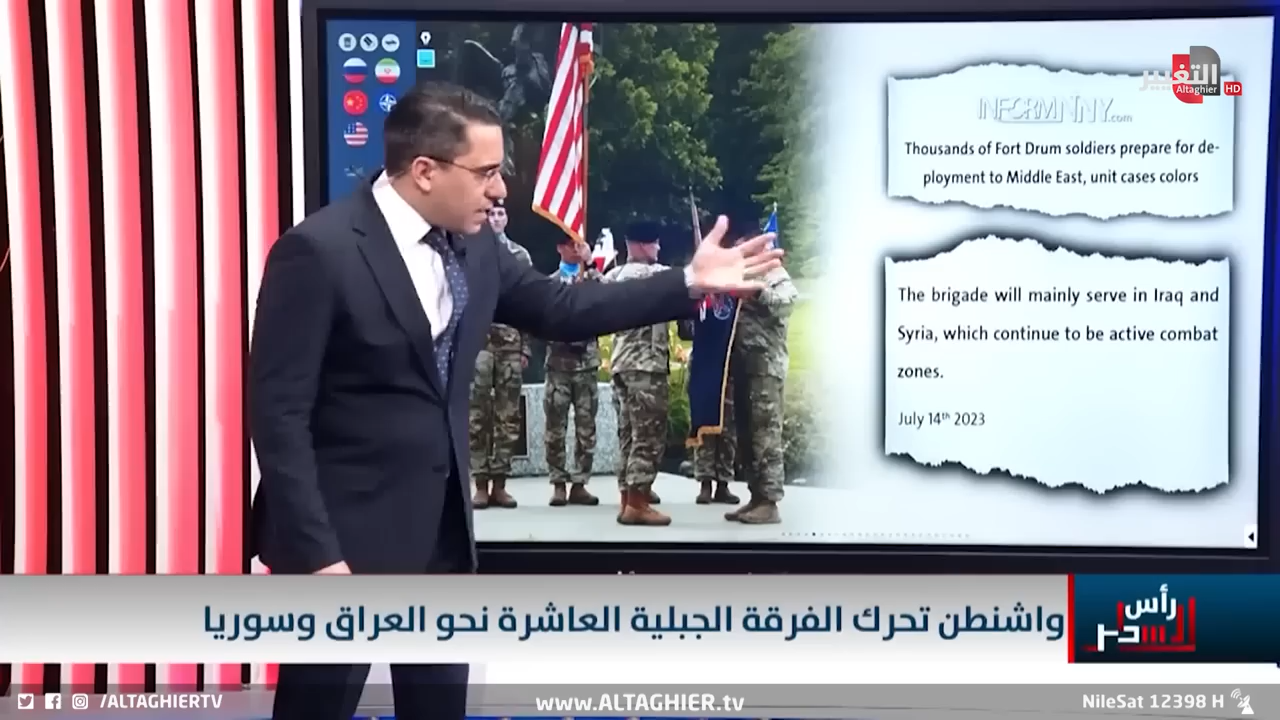 التغيير
Altaghier
HD
INFORMNNY.com
Thousands of Fort Drum soldiers prepare for de-
ployment to Middle East, unit cases colors
The brigade will mainly serve in Iraq and
Syria, which continue to be active combat
zones.
July 14th 2023
واشنطن تحرك الفرقة الجبلية العاشرة نحو العراق وسوريا
رأس
السطر
/ALTAGHIERTV
www.ALTAGHIER.tv
NileSat 12398 H